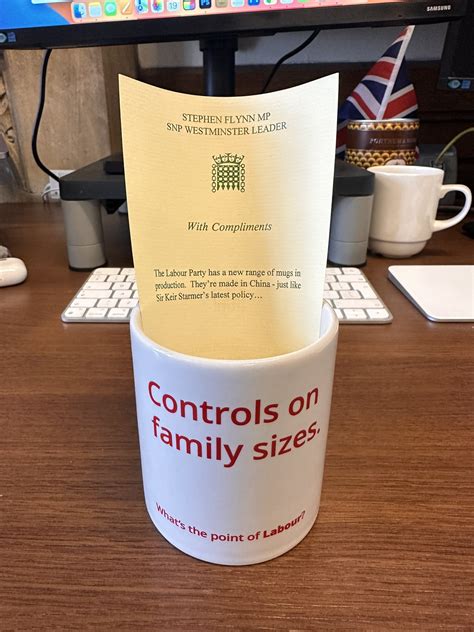 SAMSUNG
STEPHEN FLYNN MP
SNP WESTMINSTER LEADER
With Compliments
The Labour Party has a new range of mugs in
production. They're made in China - just like
Sir Keir Starmer's latest policy…
Controls on
family sizes.
What's the point of Labour?